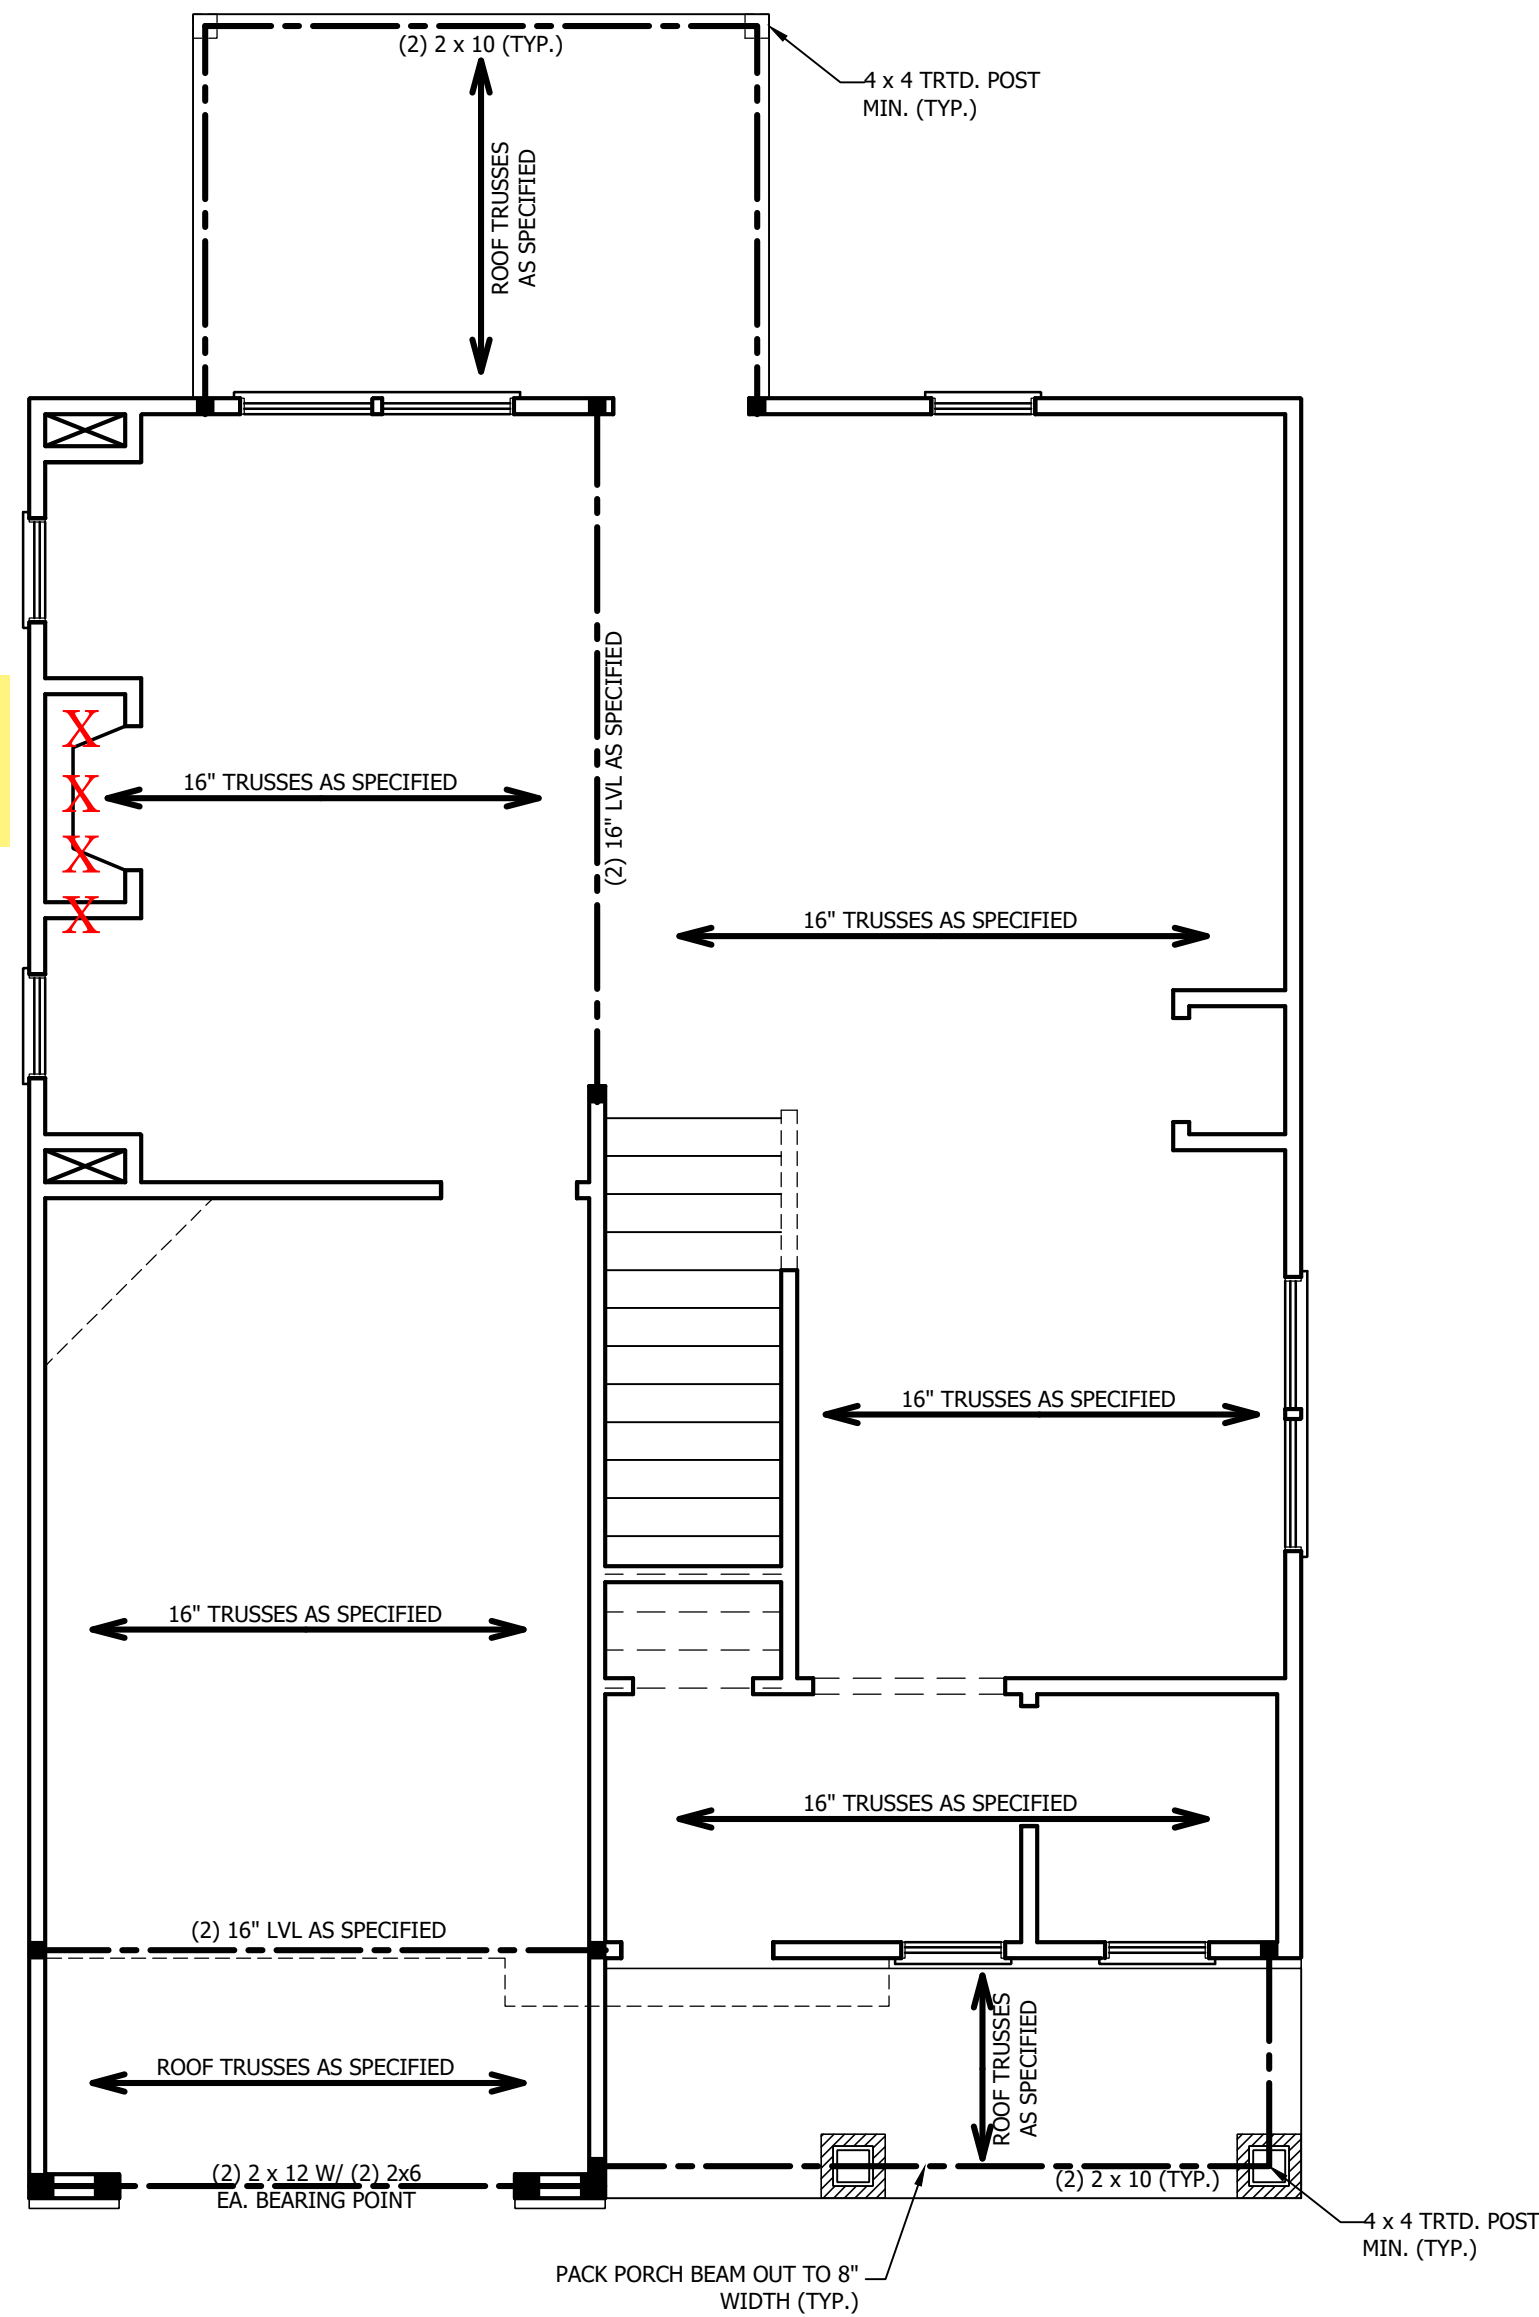 (2) 2 x 10 (TYP.)
4 x 4 TRTD. POST
MIN. (TYP.)
ROOF TRUSSES
AS SPECIFIED
X
X
X
X
16" TRUSSES AS SPECIFIED
(2) 16" LVL AS SPECIFIED
16" TRUSSES AS SPECIFIED
16" TRUSSES AS SPECIFIED
16" TRUSSES AS SPECIFIED
16" TRUSSES AS SPECIFIED
(2) 16" LVL AS SPECIFIED
ROOF TRUSSES
AS SPECIFIED
ROOF TRUSSES AS SPECIFIED
(2) 2 x 12 W/ (2) 2x6
EA. BEARING POINT
(2) 2 x 10 (TYP.)
4 x 4 TRTD. POST
MIN. (TYP.)
PACK PORCH BEAM OUT TO 8"
WIDTH (TYP.)